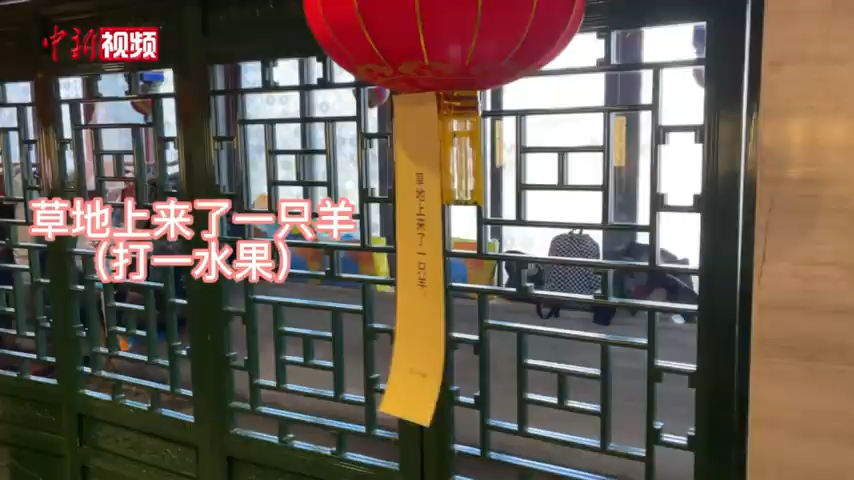 中新视频
草地上来了一只羊
（打一水果）
草地上来了一只羊。